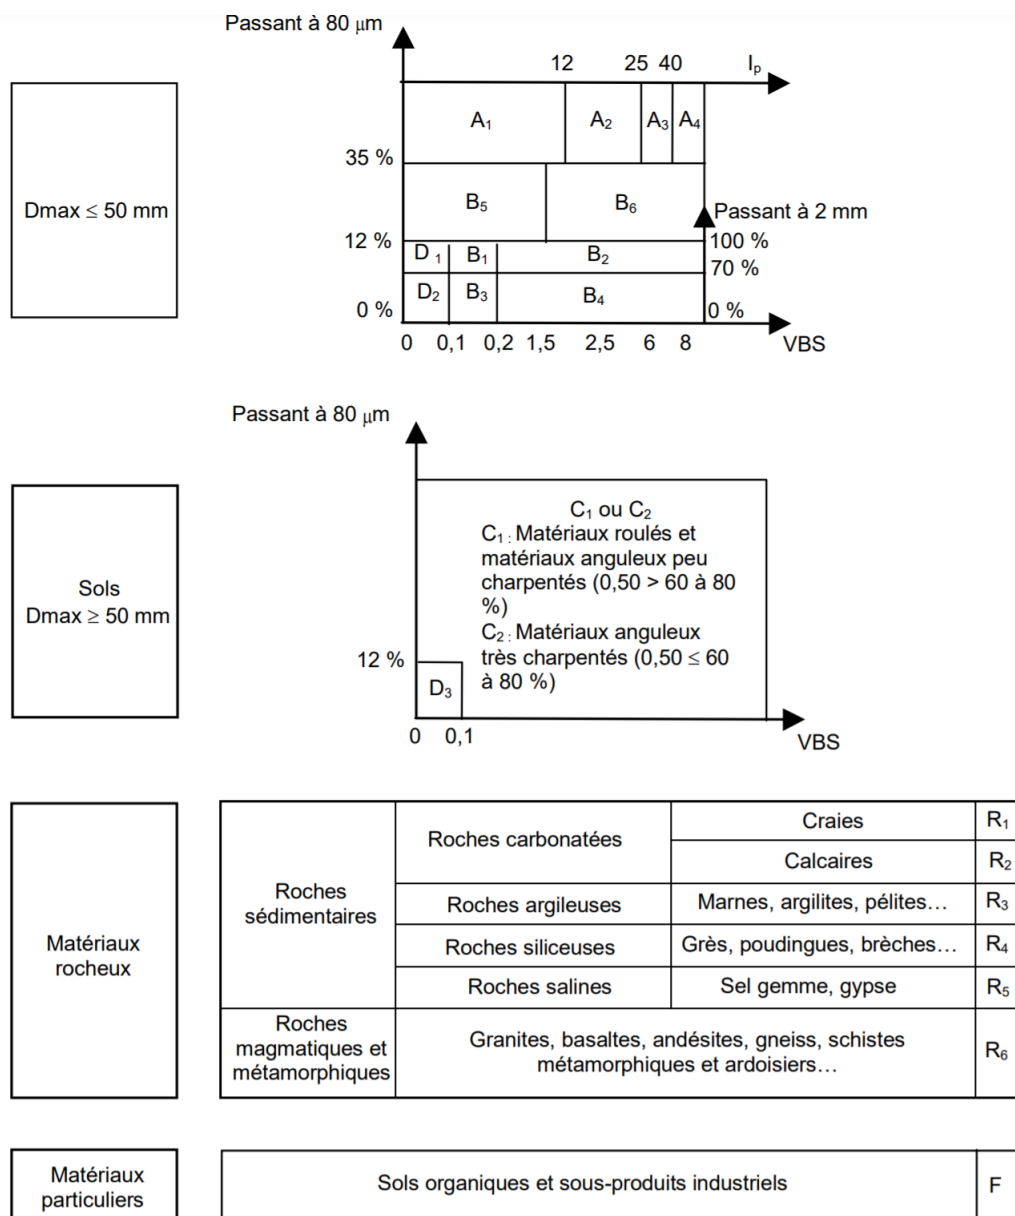 Passant à 80 μm
12 25 40 Ip
A1 A2 A3 A4
35 %
Dmax ≤ 50 mm
B5 B6
Passant à 2 mm
12 %
100 %
D 1 B1 B2
70 %
D2 B3 B4
0 %
0 %
0 0,1 0,2 1,5 2,5 6 8 VBS
Passant à 80 μm
Sols
Dmax ≥ 50 mm
C1 ou C2
C1 : Matériaux roulés et
matériaux anguleux peu
charpentés (0,50 > 60 à 80
%)
C2 : Matériaux anguleux
très charpentés (0,50 ≤ 60
à 80 %)
12 %
D3
0 0,1 VBS
Matériaux
rocheux
Roches
sédimentaires
Roches carbonatées
Craies R1
Calcaires R2
Roches argileuses Marnes, argilites, pélites… R3
Roches siliceuses Grès, poudingues, brèches… R4
Roches salines Sel gemme, gypse R5
Roches
magmatiques et
métamorphiques
Granites, basaltes, andésites, gneiss, schistes
métamorphiques et ardoisiers…
R6
Matériaux
particuliers
Sols organiques et sous-produits industriels F